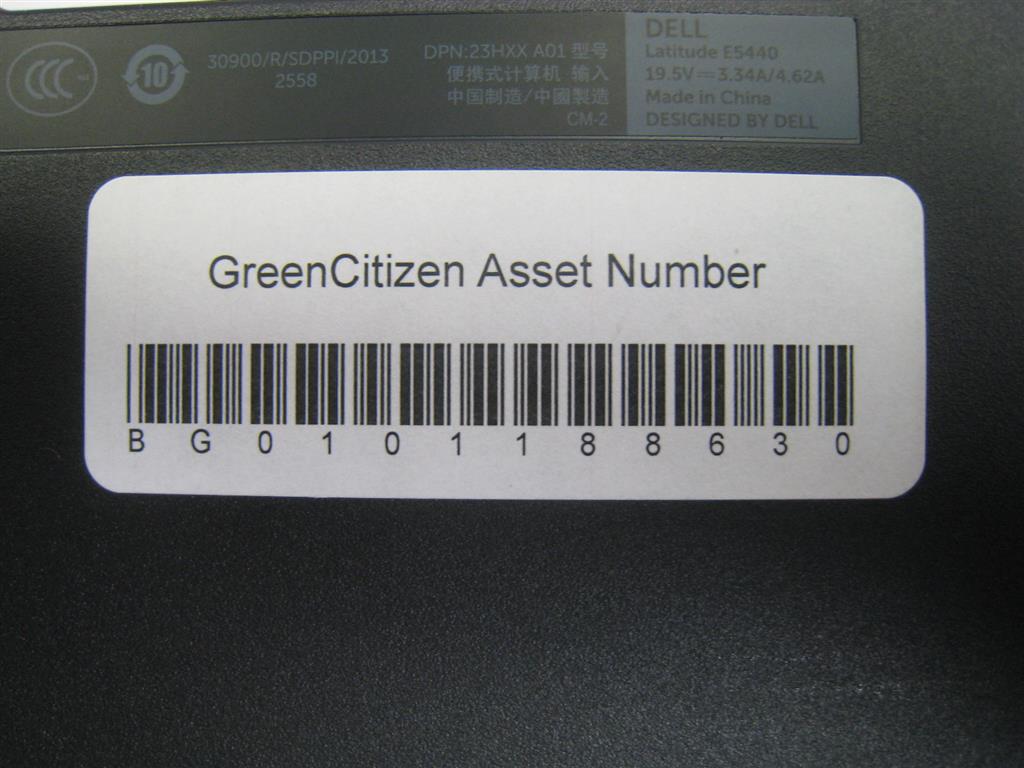 CCC
10
30900/R/SDPPI/2013
2558
DPN:23HXX A01 型号
便携式计算机 输入
中国制造/中國製造
CM-2
DELL
Latitude E5440
19.5V⎓3.34A/4.62A
Made in China
DESIGNED BY DELL
GreenCitizen Asset Number
BG0101188630